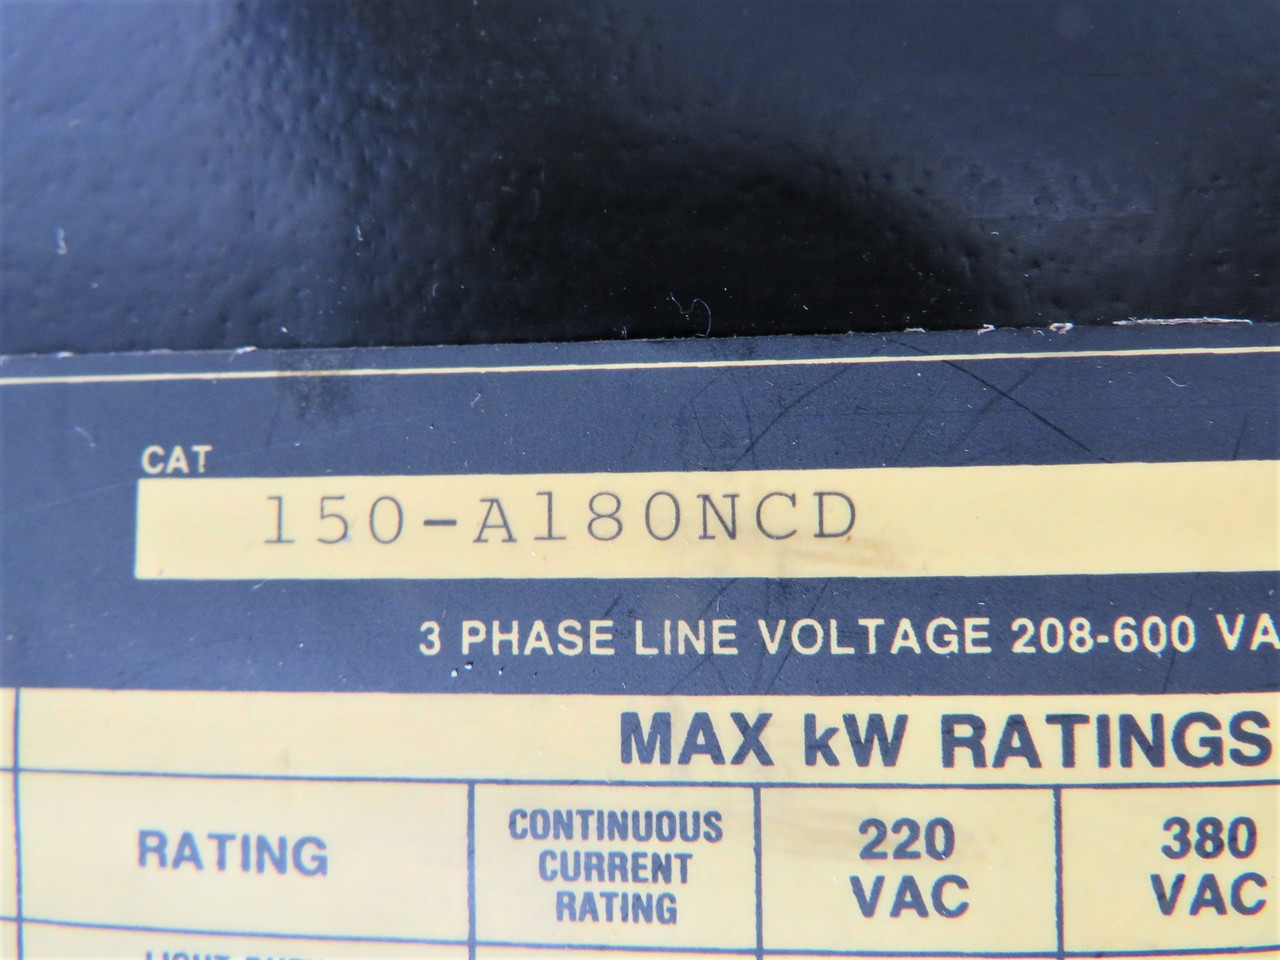 CAT
150-A180NCD
3 PHASE LINE VOLTAGE 208-600 VA
MAX kW RATINGS
RATING
CONTINUOUS
CURRENT
RATING
220
VAC
380
VAC